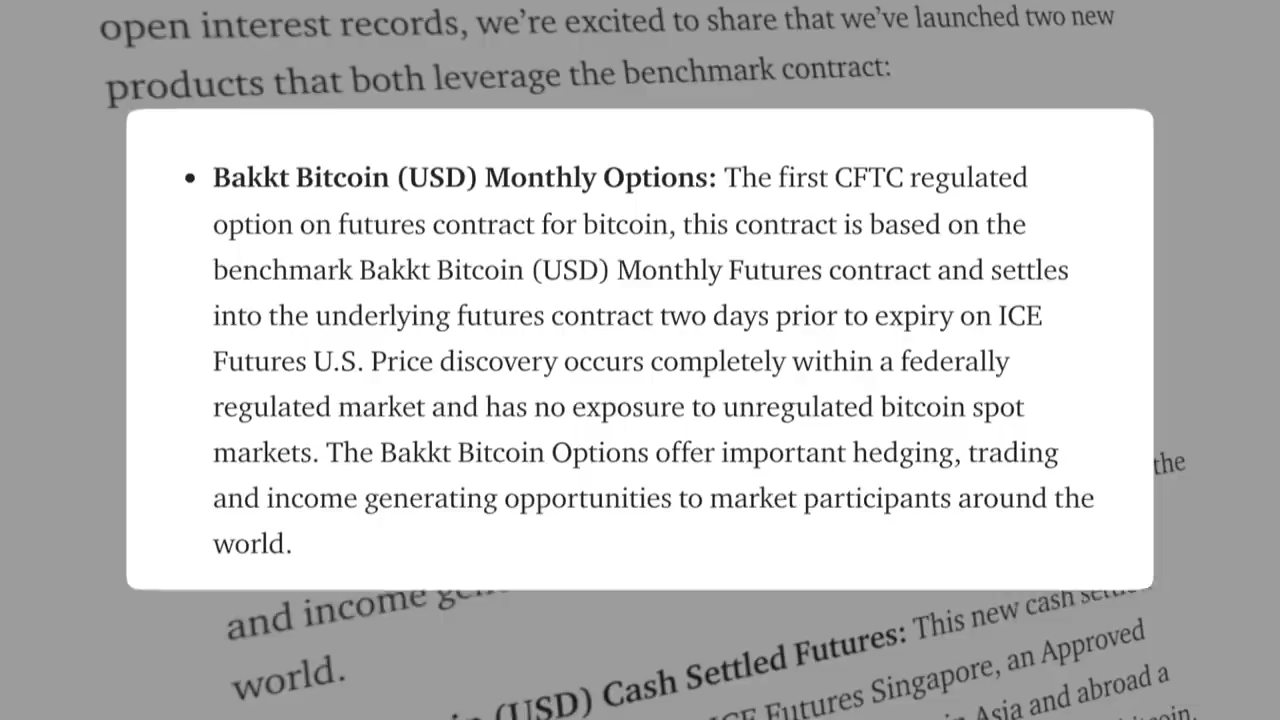 open interest records, we’re excited to share that we’ve launched two new
products that both leverage the benchmark contract:
• Bakkt Bitcoin (USD) Monthly Options: The first CFTC regulated
option on futures contract for bitcoin, this contract is based on the
benchmark Bakkt Bitcoin (USD) Monthly Futures contract and settles
into the underlying futures contract two days prior to expiry on ICE
Futures U.S. Price discovery occurs completely within a federally
regulated market and has no exposure to unregulated bitcoin spot
markets. The Bakkt Bitcoin Options offer important hedging, trading
and income generating opportunities to market participants around the
world.
the
and income
world.
(USD) Cash Settled Futures: This new cash
ICE Futures Singapore, an Approved
Asia and abroad a